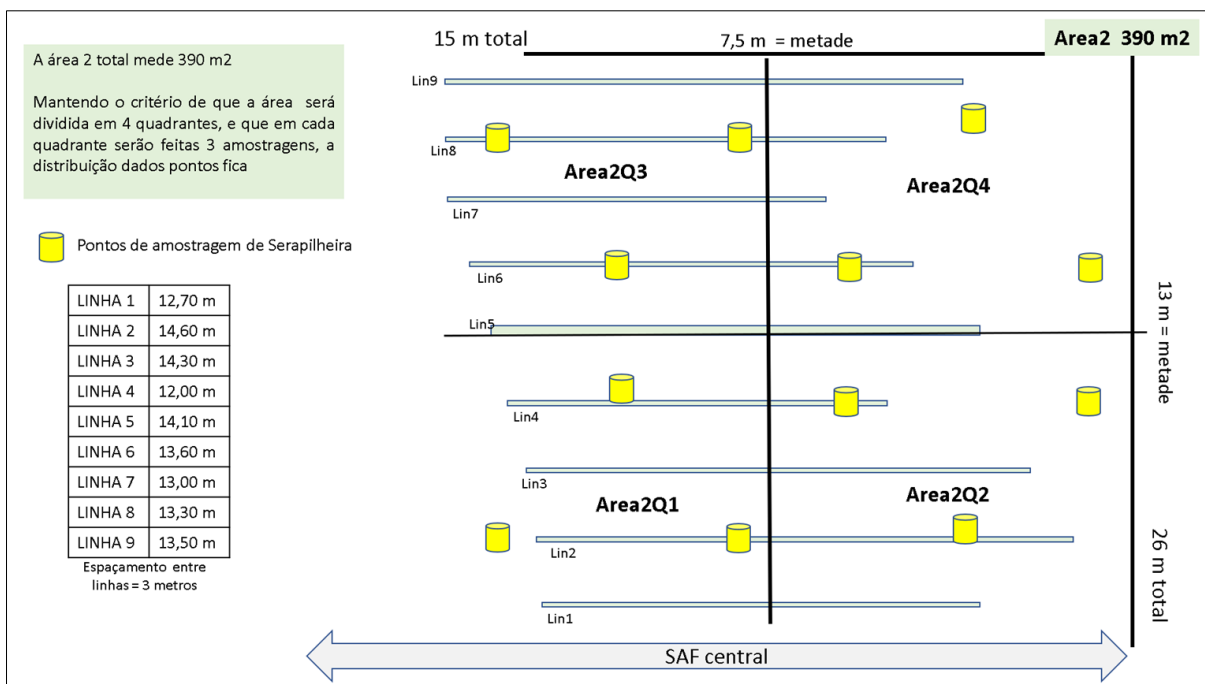 15 m total
7,5 m = metade
Area2 390 m2
A área 2 total mede 390 m2
Mantendo o critério de que a área será
dividida em 4 quadrantes, e que em cada
quadrante serão feitas 3 amostragens, a
distribuição dados pontos fica
Pontos de amostragem de Serapilheira
LINHA 1 12,70 m
LINHA 2 14,60 m
LINHA 3 14,30 m
LINHA 4 12,00 m
LINHA 5 14,10 m
LINHA 6 13,60 m
LINHA 7 13,00 m
LINHA 8 13,30 m
LINHA 9 13,50 m
Espaçamento entre
linhas = 3 metros
Lin9
Lin8
Area2Q3
Area2Q4
Lin7
Lin6
Lin5
13 m = metade
Lin4
Lin3
Area2Q1
Area2Q2
Lin2
26 m total
Lin1
SAF central